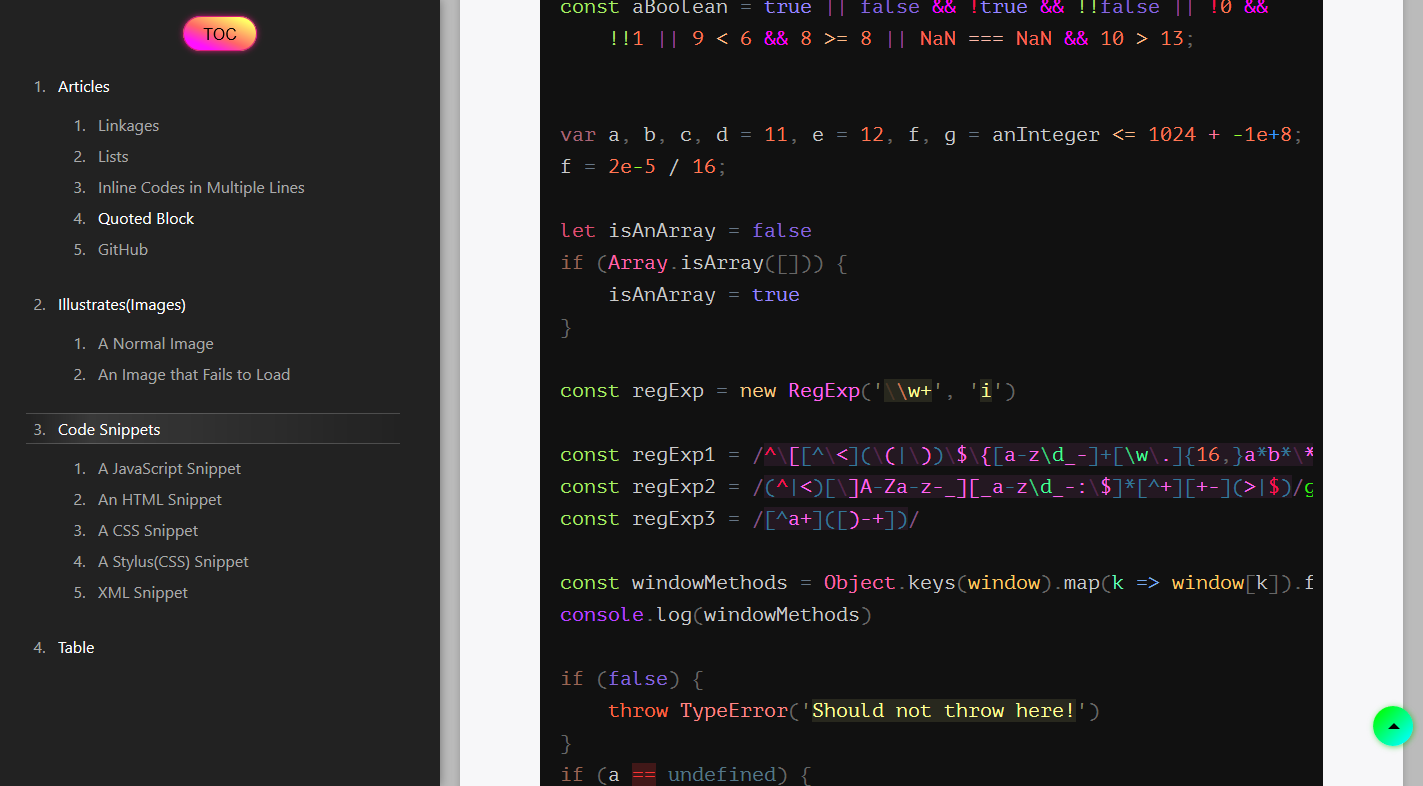 TOC
1. Articles
1. Linkages
2. Lists
3. Inline Codes in Multiple Lines
4. Quoted Block
5. GitHub
2. Illustrates(Images)
1. A Normal Image
2. An Image that Fails to Load
3. Code Snippets
1. A JavaScript Snippet
2. An HTML Snippet
3. A CSS Snippet
4. A Stylus(CSS) Snippet
5. XML Snippet
4. Table
const aBoolean = true || false && !true && !!false || !0 &&
    !!1 || 9 < 6 && 8 >= 8 || NaN === NaN && 10 > 13;
var a, b, c, d = 11, e = 12, f, g = anInteger <= 1024 + -1e+8;
f = 2e-5 / 16;
let isAnArray = false
if (Array.isArray([])) {
    isAnArray = true
}
const regExp = new RegExp('\\w+', 'i')
const regExp1 = /^\[[^\<](\(|\))\$\{[a-z\d_-]+[\w\.]{16,}a*b*\*
const regExp2 = /(^|<)[\]A-Za-z-_][_a-z\d_-:\$]*[^+][+-](>|$)/g
const regExp3 = /[^a+]([)-+])/
const windowMethods = Object.keys(window).map(k => window[k]).f
console.log(windowMethods)
if (false) {
    throw TypeError('Should not throw here!')
}
if (a == undefined) {